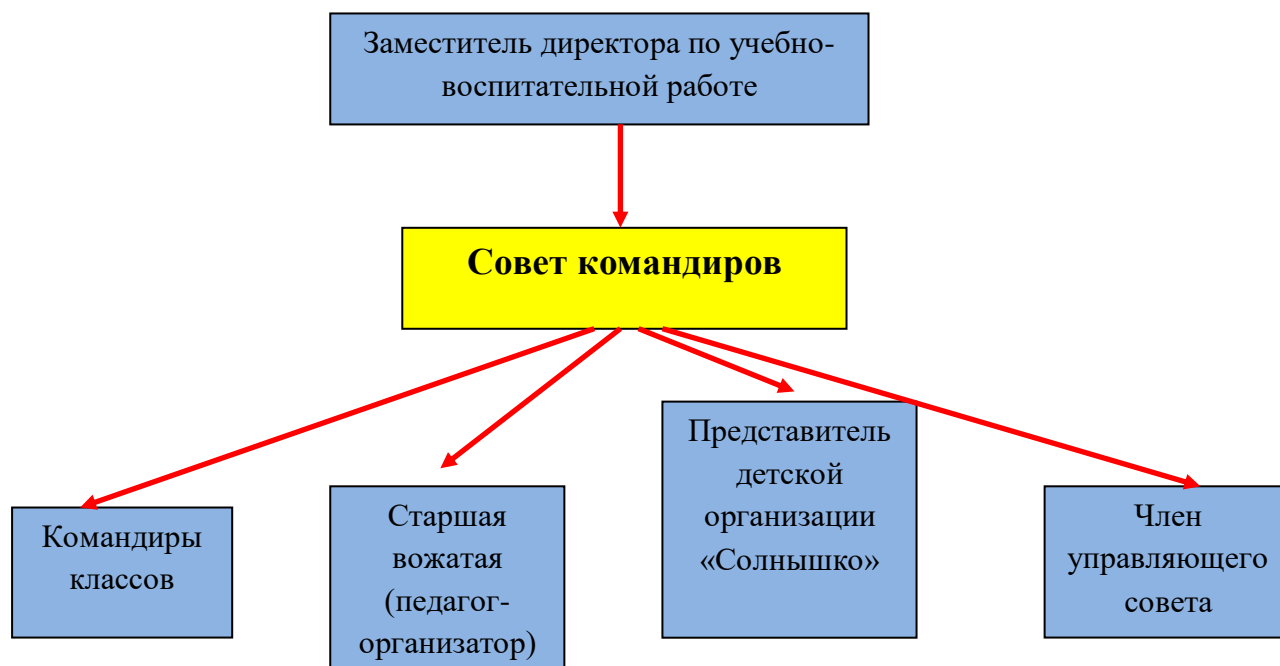 Заместитель директора по учебно-
воспитательной работе
Совет командиров
Командиры
классов
Старшая
вожатая
(педагог-
организатор)
Представитель
детской
организации
«Солнышко»
Член
управляющего
совета